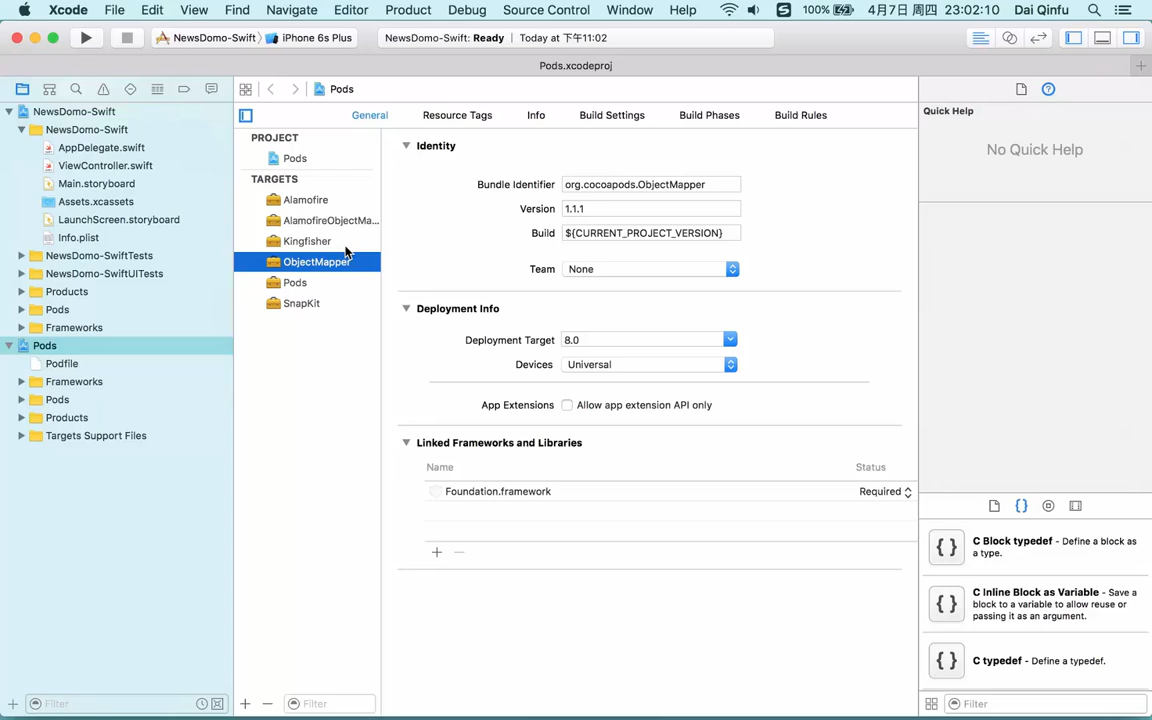 Xcode File Edit View Find Navigate Editor Product Debug Source Control Window Help 100% 4月7日 周四 23:02:10 Dai Qinfu
NewsDomo-Swift iPhone 6s Plus NewsDomo-Swift: Ready Today at 下午11:02
Pods.xcodeproj
Pods
General Resource Tags Info Build Settings Build Phases Build Rules
NewsDomo-Swift
NewsDomo-Swift
AppDelegate.swift
ViewController.swift
Main.storyboard
Assets.xcassets
LaunchScreen.storyboard
Info.plist
NewsDomo-SwiftTests
NewsDomo-SwiftUITests
Products
Pods
Frameworks
Pods
Podfile
Frameworks
Pods
Products
Targets Support Files
Filter
PROJECT
Pods
TARGETS
Alamofire
AlamofireObjectMa...
Kingfisher
ObjectMapper
Pods
SnapKit
Filter
Identity
Bundle Identifier org.cocoapods.ObjectMapper
Version 1.1.1
Build ${CURRENT_PROJECT_VERSION}
Team None
Deployment Info
Deployment Target 8.0
Devices Universal
App Extensions Allow app extension API only
Linked Frameworks and Libraries
Name Status
Foundation.framework Required
Quick Help
No Quick Help
C Block typedef - Define a block as
a type.
C Inline Block as Variable - Save a
block to a variable to allow reuse or
passing it as an argument.
C typedef - Define a typedef.
Filter